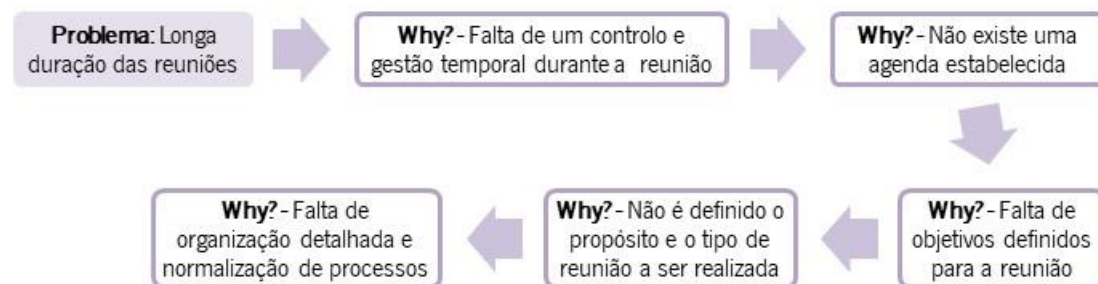 Problema: Longa
duração das reuniões
Why? - Falta de um controlo e
gestão temporal durante a reunião
Why? - Não existe uma
agenda estabelecida
Why? - Falta de
objetivos definidos
para a reunião
Why? - Não é definido o
propósito e o tipo de
reunião a ser realizada
Why? - Falta de
organização detalhada e
normalização de processos